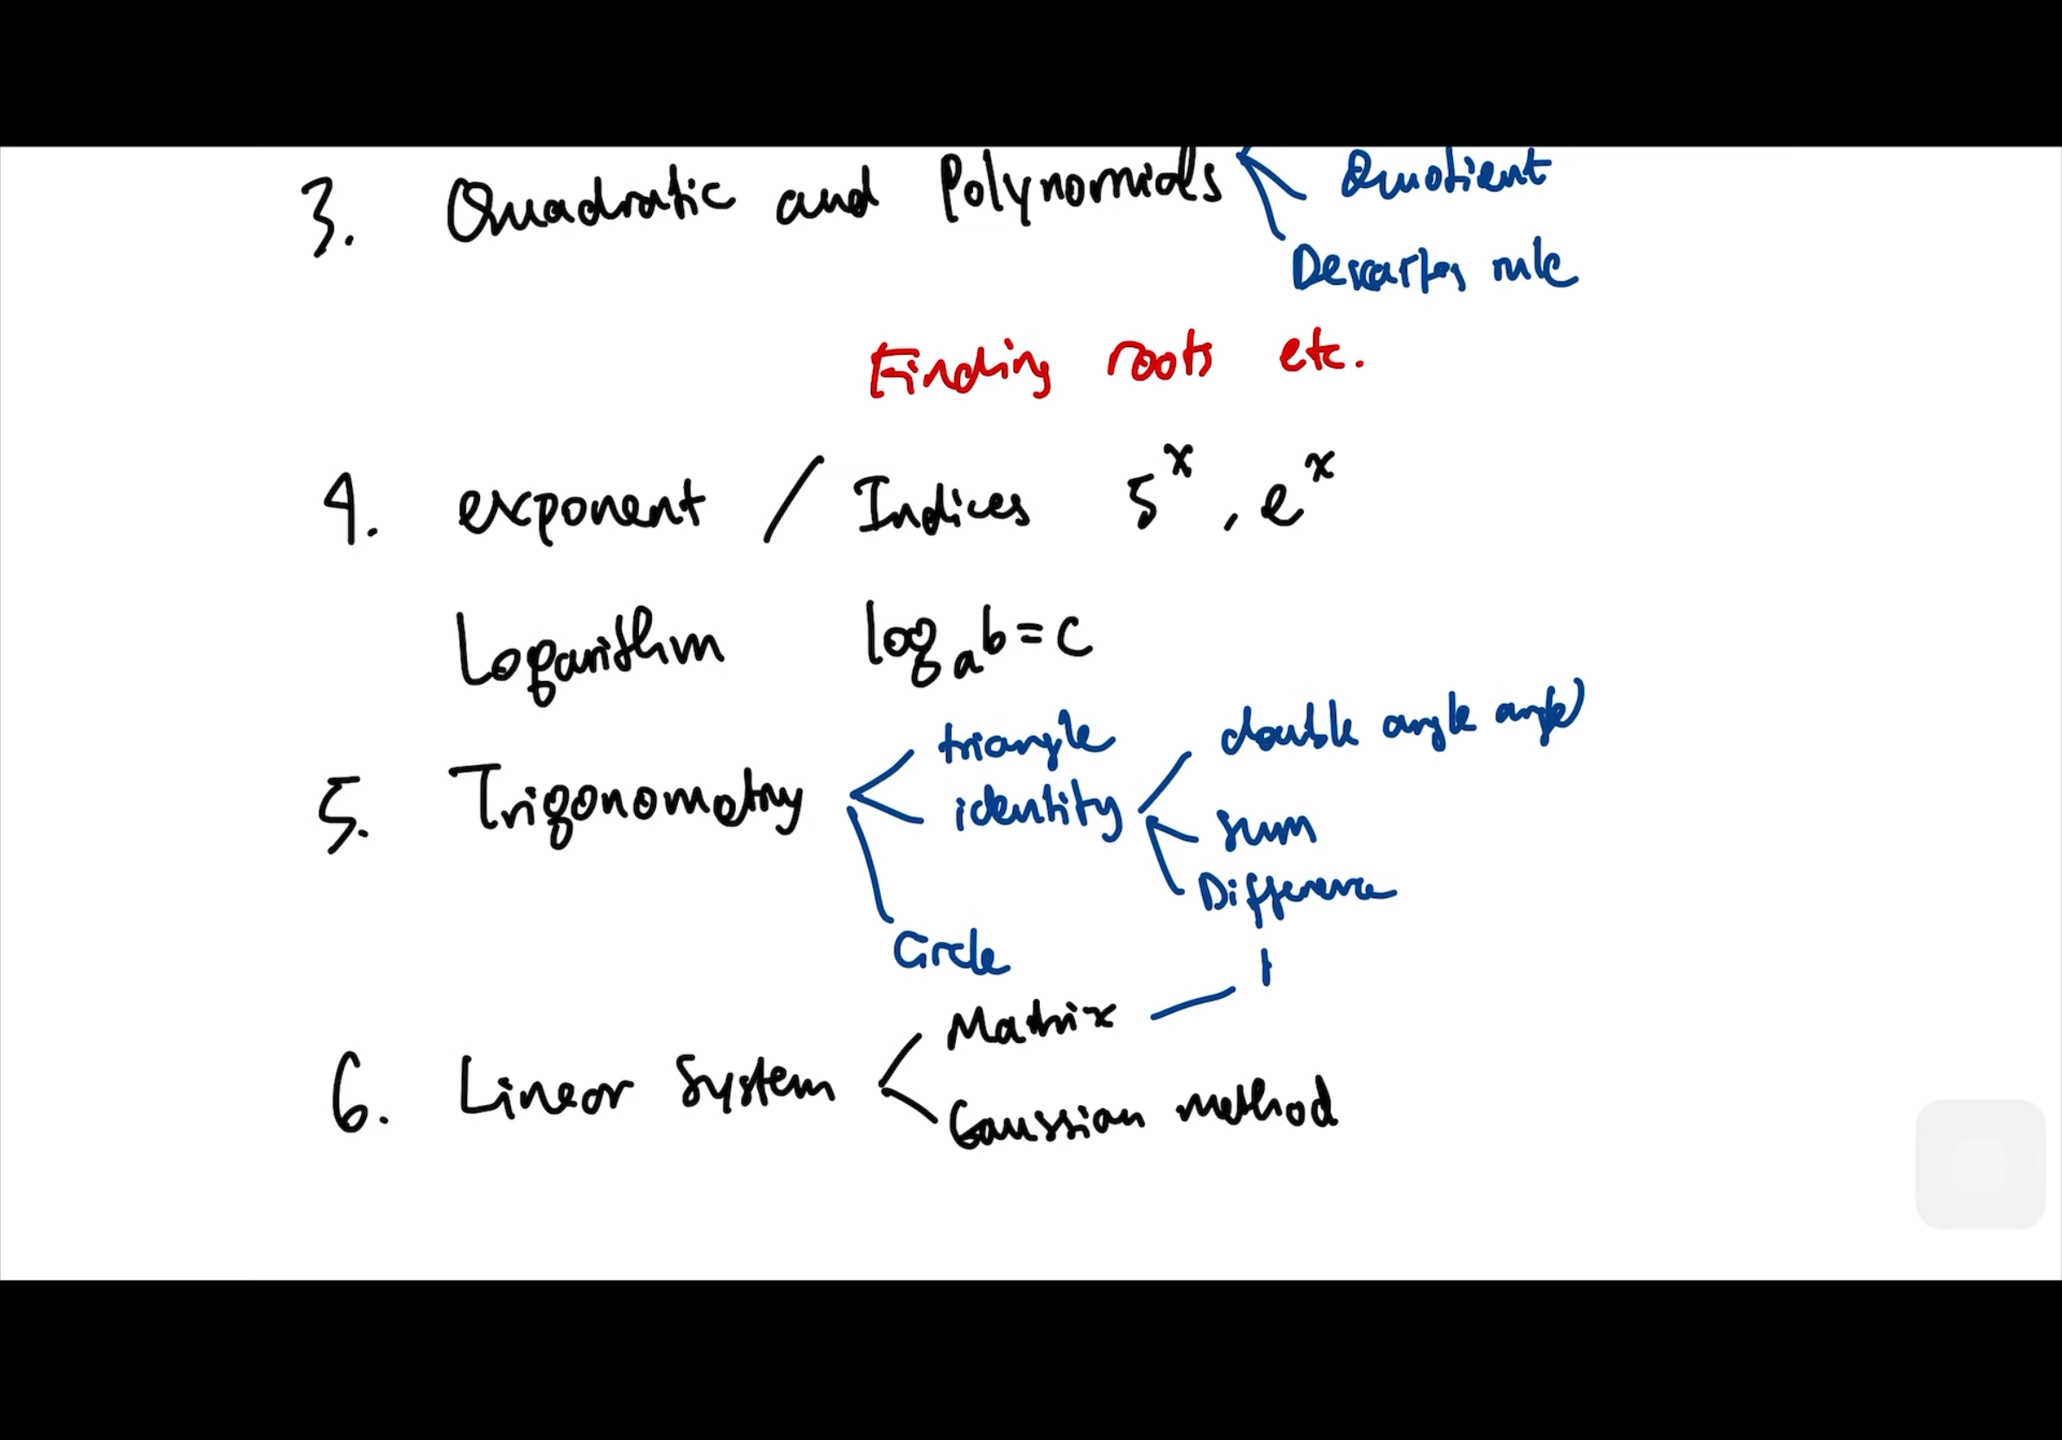 3. Quadratic and Polynomials
Quotient
Descartes rule
Finding roots etc.
4. exponent / Indices 5^x, e^x
Logarithm log_a b = c
5. Trigonometry
triangle
identity
double angle angle
sum
Difference
Circle
6. Linear System
Matrix
Gaussian method